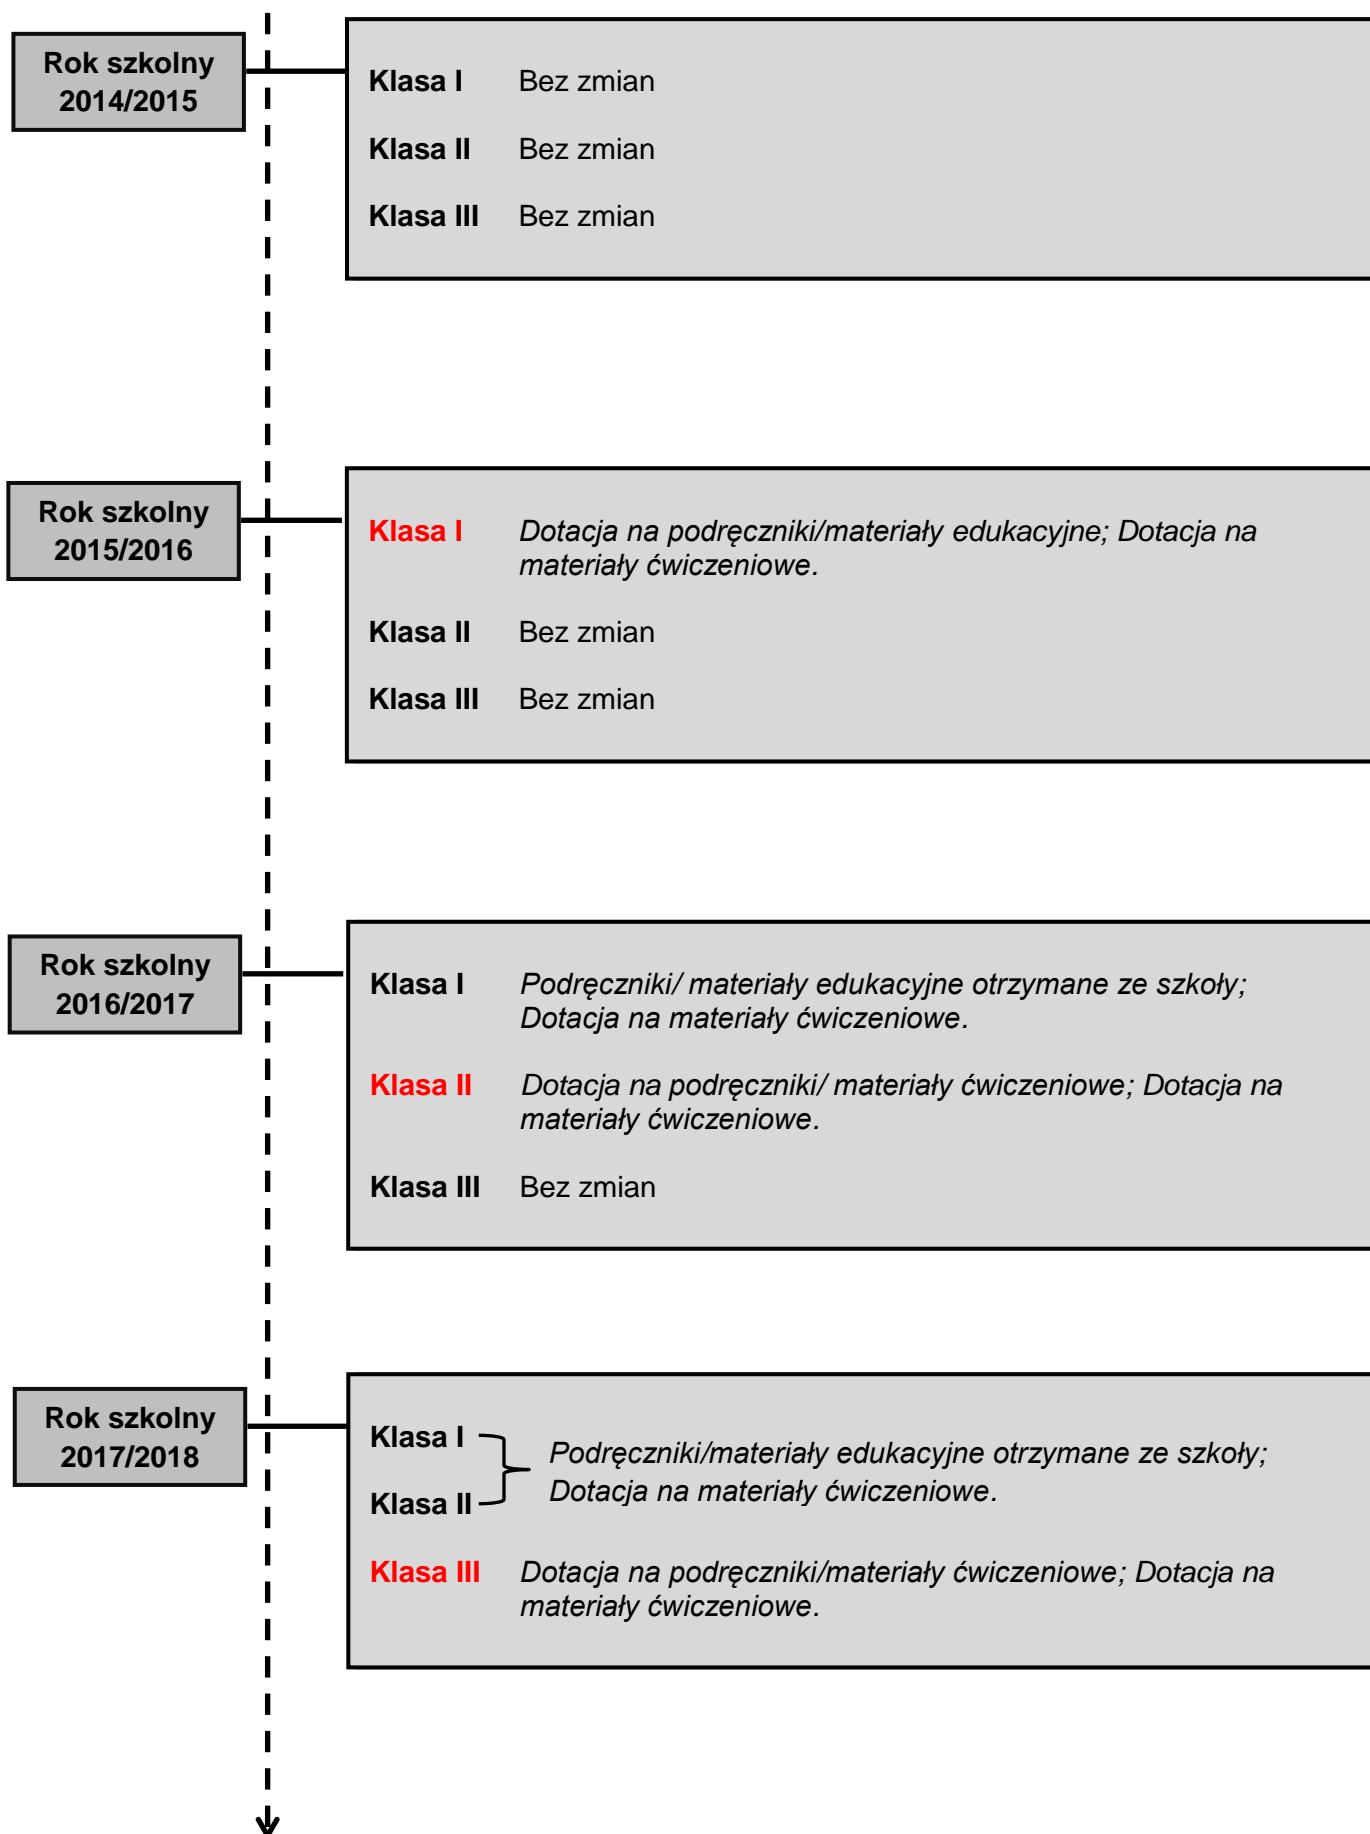 Rok szkolny
2014/2015
Klasa I Bez zmian
Klasa II Bez zmian
Klasa III Bez zmian
Rok szkolny
2015/2016
Klasa I Dotacja na podręczniki/materiały edukacyjne; Dotacja na
materiały ćwiczeniowe.
Klasa II Bez zmian
Klasa III Bez zmian
Rok szkolny
2016/2017
Klasa I Podręczniki/ materiały edukacyjne otrzymane ze szkoły;
Dotacja na materiały ćwiczeniowe.
Klasa II Dotacja na podręczniki/ materiały ćwiczeniowe; Dotacja na
materiały ćwiczeniowe.
Klasa III Bez zmian
Rok szkolny
2017/2018
Klasa I
Klasa II
Podręczniki/materiały edukacyjne otrzymane ze szkoły;
Dotacja na materiały ćwiczeniowe.
Klasa III Dotacja na podręczniki/materiały ćwiczeniowe; Dotacja na
materiały ćwiczeniowe.